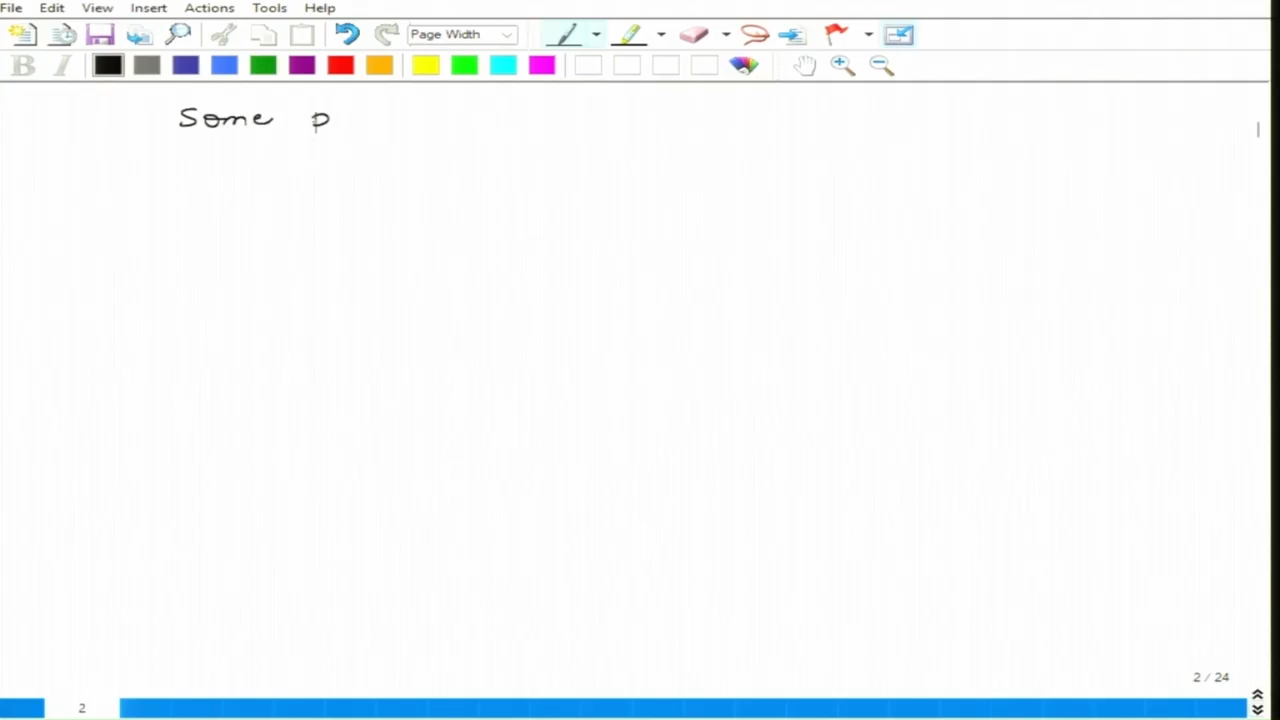 File Edit View Insert Actions Tools Help
Page Width
B I
Some p
2 / 24
2